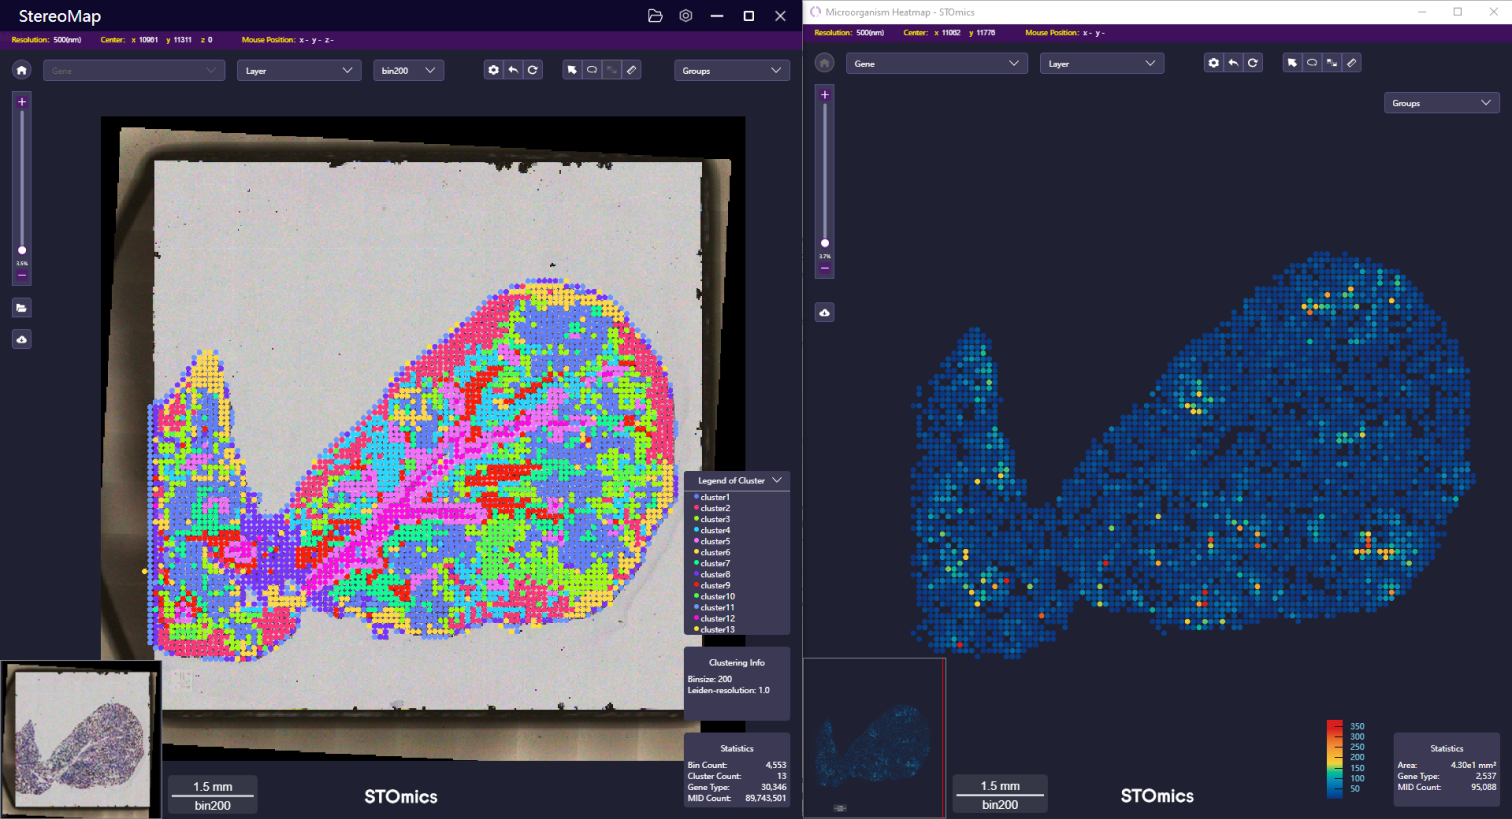 StereoMap
Resolution: 500(nm) Center: x 10961 y 11311 z 0 Mouse Position: x - y - z -
Gene
Layer
bin200
Groups
3.5%
Legend of Cluster
cluster1
cluster2
cluster3
cluster4
cluster5
cluster6
cluster7
cluster8
cluster9
cluster10
cluster11
cluster12
cluster13
Clustering Info
Binsize: 200
Leiden-resolution: 1.0
Statistics
Bin Count: 4,553
Cluster Count: 13
Gene Type: 30,346
MID Count: 89,743,501
1.5 mm
bin200
STOmics
Microorganism Heatmap - STOmics
Resolution: 500(nm) Center: x 11062 y 11776 Mouse Position: x - y -
Gene
Layer
Groups
3.7%
350
300
250
200
150
100
50
Statistics
Area: 4.30e1 mm²
Gene Type: 2,537
MID Count: 95,088
1.5 mm
bin200
STOmics